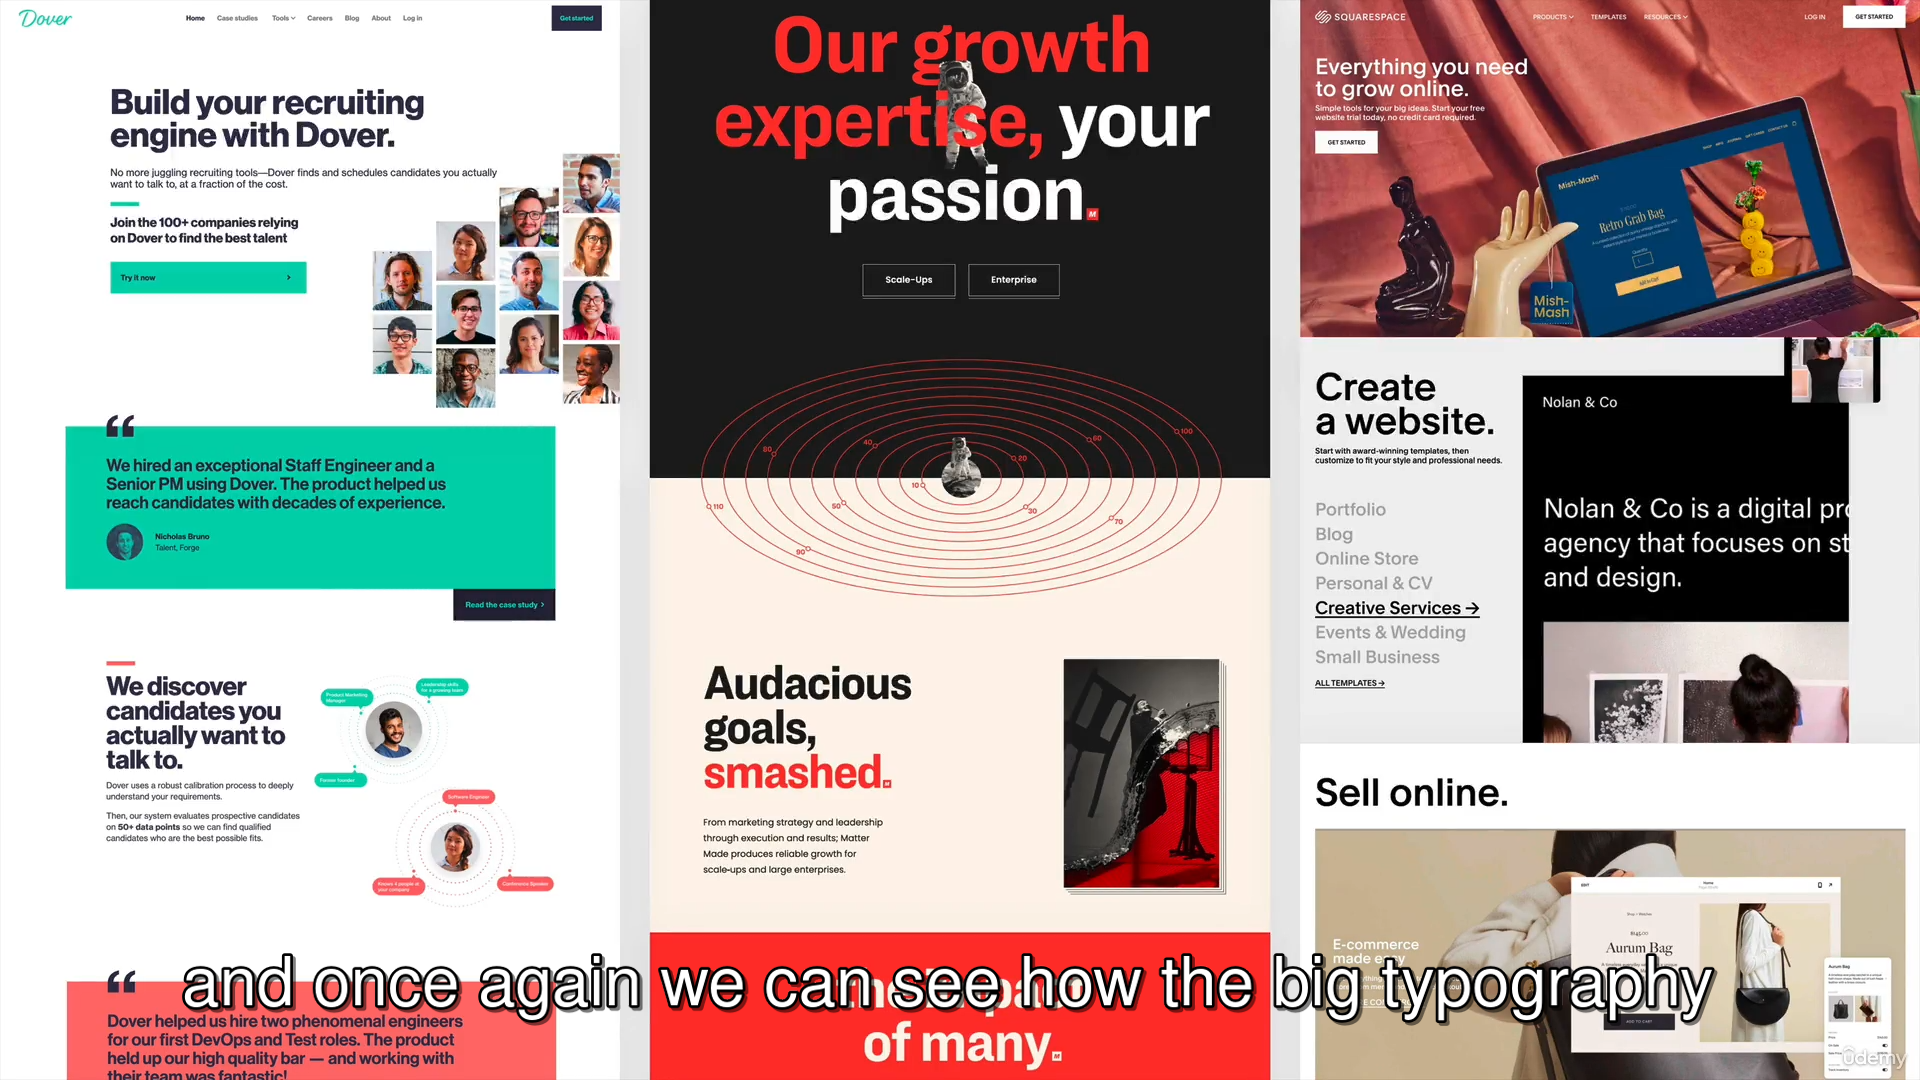 Dover
Home
Case studies
Tools
Careers
Blog
About
Log in
Get started
Build your recruiting
engine with Dover.
No more juggling recruiting tools—Dover finds and schedules candidates you actually
want to talk to, at a fraction of the cost.
Join the 100+ companies relying
on Dover to find the best talent
Try it now
We hired an exceptional Staff Engineer and a
Senior PM using Dover. The product helped us
reach candidates with decades of experience.
Nicholas Bruno
Talent, Forge
Read the case study
We discover
candidates you
actually want to
talk to.
Dover uses a robust calibration process to deeply
understand your requirements.
Then, our system evaluates prospective candidates
on 50+ data points so we can find qualified
candidates who are the best possible fits.
Product Marketing
Manager
Leadership skills
for a growing team
Former founder
Software Engineer
Knows 4 people at
your company
Conference Speaker
Dover helped us hire two phenomenal engineers
for our first DevOps and Test roles. The product
held up our high quality bar — and working with
their team was fantastic!
Our growth
expertise, your
passion.
Scale-Ups
Enterprise
100
60
40
80
20
10
110
50
30
70
90
Audacious
goals,
smashed.
From marketing strategy and leadership
through execution and results; Matter
Made produces reliable growth for
scale-ups and large enterprises.
of many.
SQUARESPACE
PRODUCTS
TEMPLATES
RESOURCES
LOG IN
GET STARTED
Everything you need
to grow online.
Simple tools for your big ideas. Start your free
website trial today, no credit card required.
GET STARTED
Mish-Mash
Retro Grab Bag
Mish-
Mash
Create
a website.
Start with award-winning templates, then
customize to fit your style and professional needs.
Portfolio
Blog
Online Store
Personal & CV
Creative Services →
Events & Wedding
Small Business
ALL TEMPLATES →
Nolan & Co
Nolan & Co is a digital pro
agency that focuses on st
and design.
Sell online.
E-commerce
made easy
EDIT
Home
$145.00
Aurum Bag
ADD TO CART
Aurum Bag
and once again we can see how the big typography
ûdemy